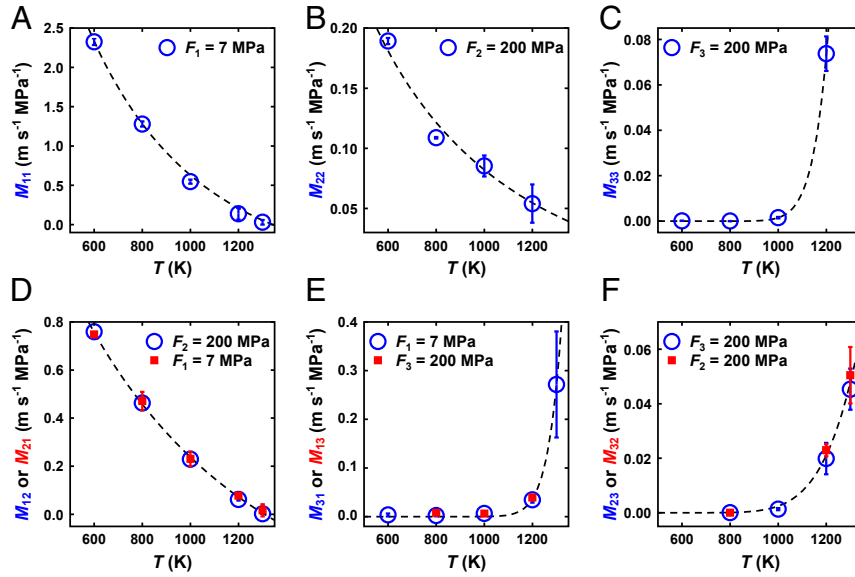 A
F1 = 7 MPa
M11 (m s-1 MPa-1)
2.5
2.0
1.5
1.0
0.5
0.0
600 800 1000 1200
T (K)
B
F2 = 200 MPa
M22 (m s-1 MPa-1)
0.20
0.15
0.10
0.05
600 800 1000 1200
T (K)
C
F3 = 200 MPa
M33 (m s-1 MPa-1)
0.08
0.06
0.04
0.02
0.00
600 800 1000 1200
T (K)
D
F2 = 200 MPa
F1 = 7 MPa
M12 or M21 (m s-1 MPa-1)
0.8
0.6
0.4
0.2
0.0
600 800 1000 1200
T (K)
E
F1 = 7 MPa
F3 = 200 MPa
M31 or M13 (m s-1 MPa-1)
0.4
0.3
0.2
0.1
0.0
600 800 1000 1200
T (K)
F
F3 = 200 MPa
F2 = 200 MPa
M23 or M32 (m s-1 MPa-1)
0.06
0.04
0.02
0.00
600 800 1000 1200
T (K)